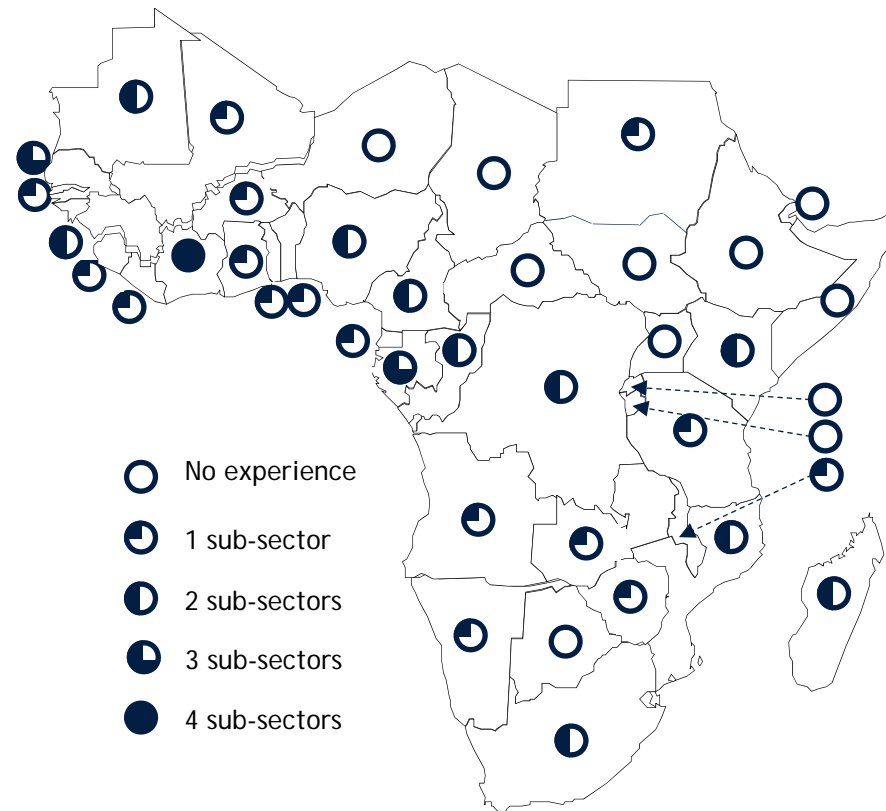 No experience
1 sub-sector
2 sub-sectors
3 sub-sectors
4 sub-sectors